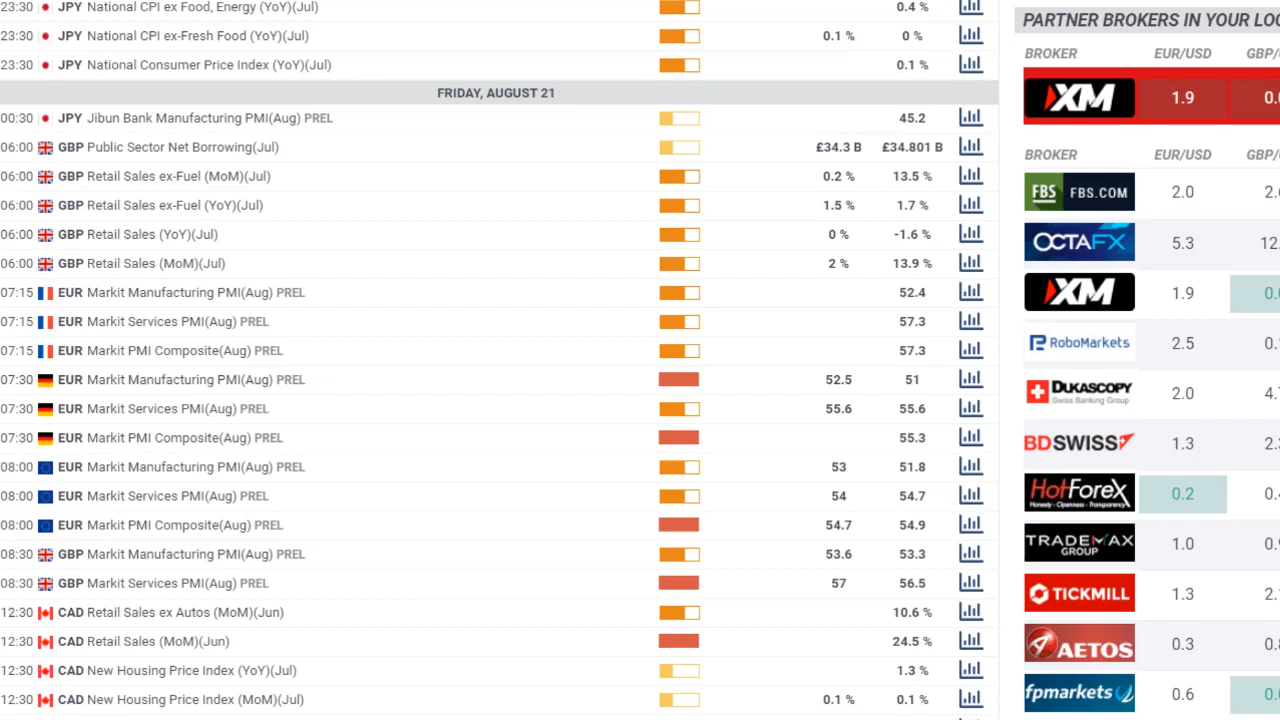 23:30 JPY National CPI ex Food, Energy (YoY)(Jul) 0.4 %
23:30 JPY National CPI ex-Fresh Food (YoY)(Jul) 0.1 % 0 %
23:30 JPY National Consumer Price Index (YoY)(Jul) 0.1 %
FRIDAY, AUGUST 21
00:30 JPY Jibun Bank Manufacturing PMI(Aug) PREL 45.2
06:00 GBP Public Sector Net Borrowing(Jul) £34.3 B £34.801 B
06:00 GBP Retail Sales ex-Fuel (MoM)(Jul) 0.2 % 13.5 %
06:00 GBP Retail Sales ex-Fuel (YoY)(Jul) 1.5 % 1.7 %
06:00 GBP Retail Sales (YoY)(Jul) 0 % -1.6 %
06:00 GBP Retail Sales (MoM)(Jul) 2 % 13.9 %
07:15 EUR Markit Manufacturing PMI(Aug) PREL 52.4
07:15 EUR Markit Services PMI(Aug) PREL 57.3
07:15 EUR Markit PMI Composite(Aug) PREL 57.3
07:30 EUR Markit Manufacturing PMI(Aug) PREL 52.5 51
07:30 EUR Markit Services PMI(Aug) PREL 55.6 55.6
07:30 EUR Markit PMI Composite(Aug) PREL 55.3
08:00 EUR Markit Manufacturing PMI(Aug) PREL 53 51.8
08:00 EUR Markit Services PMI(Aug) PREL 54 54.7
08:00 EUR Markit PMI Composite(Aug) PREL 54.7 54.9
08:30 GBP Markit Manufacturing PMI(Aug) PREL 53.6 53.3
08:30 GBP Markit Services PMI(Aug) PREL 57 56.5
12:30 CAD Retail Sales ex Autos (MoM)(Jun) 10.6 %
12:30 CAD Retail Sales (MoM)(Jun) 24.5 %
12:30 CAD New Housing Price Index (YoY)(Jul) 1.3 %
12:30 CAD New Housing Price Index (MoM)(Jul) 0.1 % 0.1 %
PARTNER BROKERS IN YOUR LO
BROKER EUR/USD GBP/
XM 1.9 0.
BROKER EUR/USD GBP/
FBS FBS.COM 2.0 2.
OCTAFX 5.3 12.
XM 1.9 0.
RoboMarkets 2.5 0.
DUKASCOPY 2.0 4.
Swiss Banking Group
BDSWISS 1.3 2.
HotForex 0.2 0.
Honesty - Openness - Transparency
TRADEMAX GROUP 1.0 0.
TICKMILL 1.3 2.
AETOS 0.3 0.
fpmarkets 0.6 0.